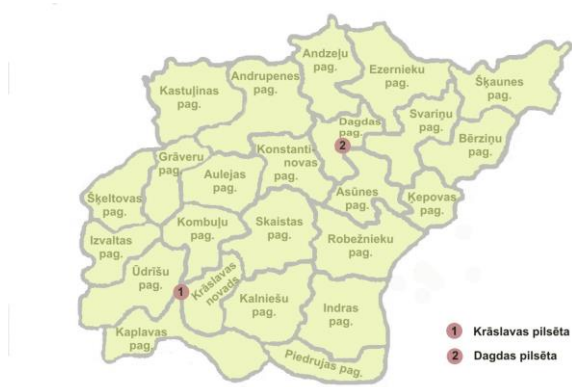 Andzeļu
pag.
Ezernieku
pag.
Šķaunes
pag.
Kastuļinas
pag.
Andrupenes
pag.
Dagdas
pag.
2
Svariņu
pag.
Bērziņu
pag.
Grāveru
pag.
Aulejas
pag.
Konstanti-
novas
pag.
Asūnes
pag.
Ķepovas
pag.
Šķeltovas
pag.
Izvaltas
pag.
Kombuļu
pag.
Skaistas
pag.
Robežnieku
pag.
Ūdrīšu
pag.
1
Krāslavas
novads
Kalniešu
pag.
Indras
pag.
Kaplavas
pag.
Piedrujas pag.
1 Krāslavas pilsēta
2 Dagdas pilsēta